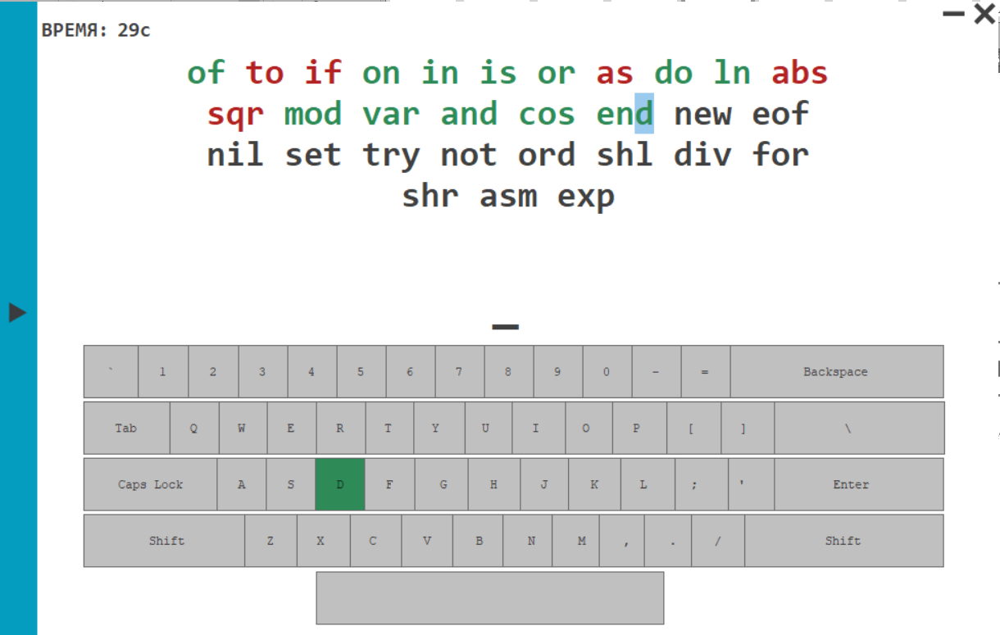 ВРЕМЯ: 29с
of to if on in is or as do ln abs
sqr mod var and cos end new eof
nil set try not ord shl div for
shr asm exp
` 1 2 3 4 5 6 7 8 9 0 - = Backspace
Tab Q W E R T Y U I O P [ ] \
Caps Lock A S D F G H J K L ; ' Enter
Shift Z X C V B N M , . / Shift